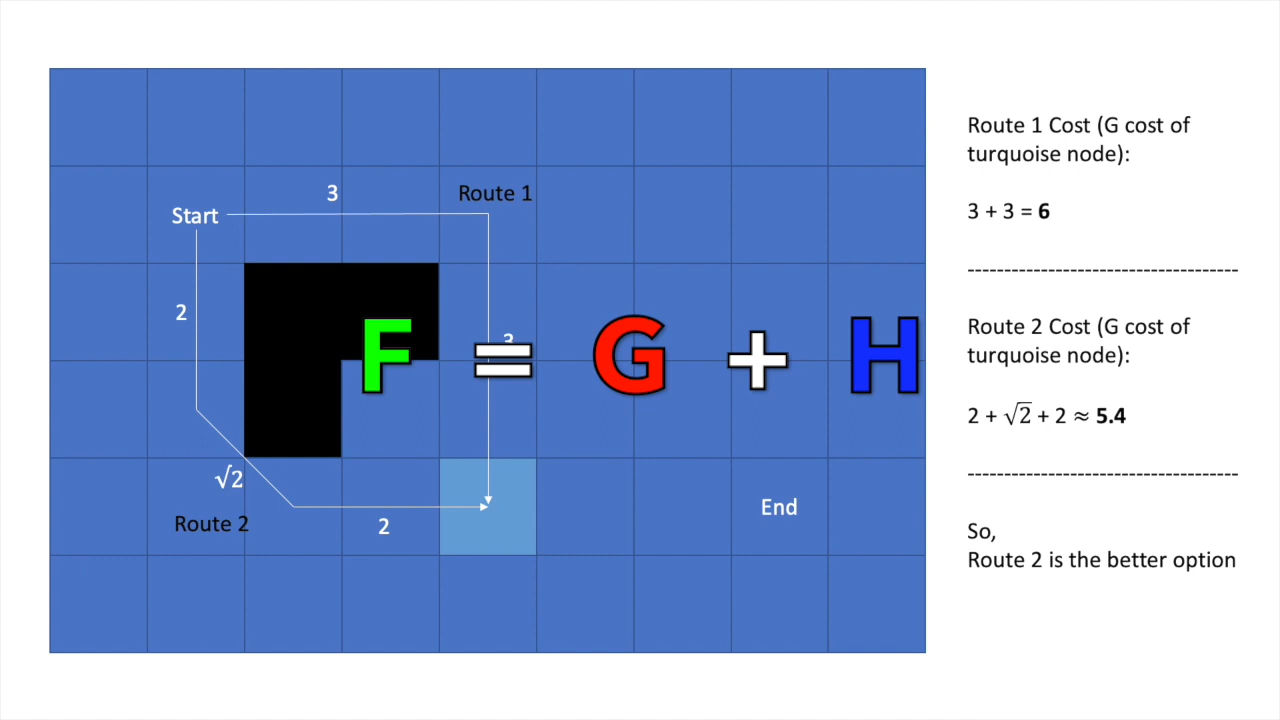 3
Route 1
Start
2
3
F = G + H
√2
Route 2
2
End
Route 1 Cost (G cost of
turquoise node):
3 + 3 = 6
-------------------------------------
Route 2 Cost (G cost of
turquoise node):
2 + √2 + 2 ≈ 5.4
-------------------------------------
So,
Route 2 is the better option